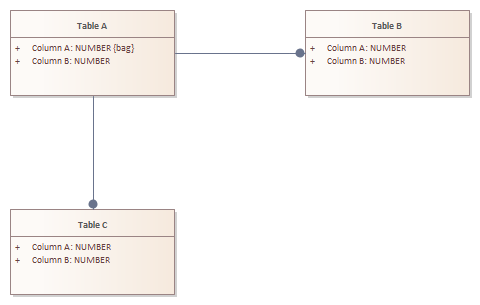 Table A
+ Column A: NUMBER {bag}
+ Column B: NUMBER
Table B
+ Column A: NUMBER
+ Column B: NUMBER
Table C
+ Column A: NUMBER
+ Column B: NUMBER